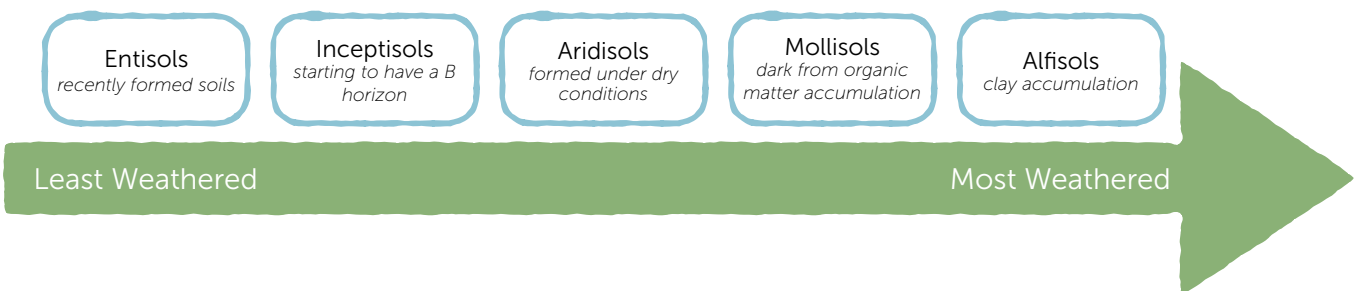 Entisols
recently formed soils
Inceptisols
starting to have a B
horizon
Aridisols
formed under dry
conditions
Mollisols
dark from organic
matter accumulation
Alfisols
clay accumulation
Least Weathered
Most Weathered